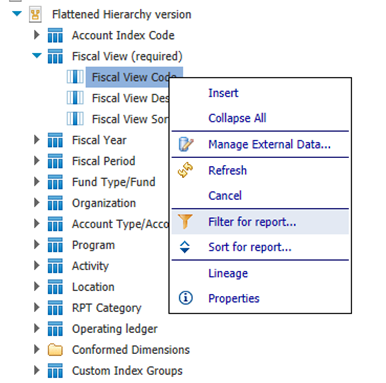 Flattened Hierarchy version
Account Index Code
Fiscal View (required)
Fiscal View Code
Fiscal View Des
Fiscal View Sor
Fiscal Year
Fiscal Period
Fund Type/Fund
Organization
Account Type/Acco
Program
Activity
Location
RPT Category
Operating ledger
Conformed Dimensions
Custom Index Groups
Insert
Collapse All
Manage External Data...
Refresh
Cancel
Filter for report...
Sort for report...
Lineage
Properties